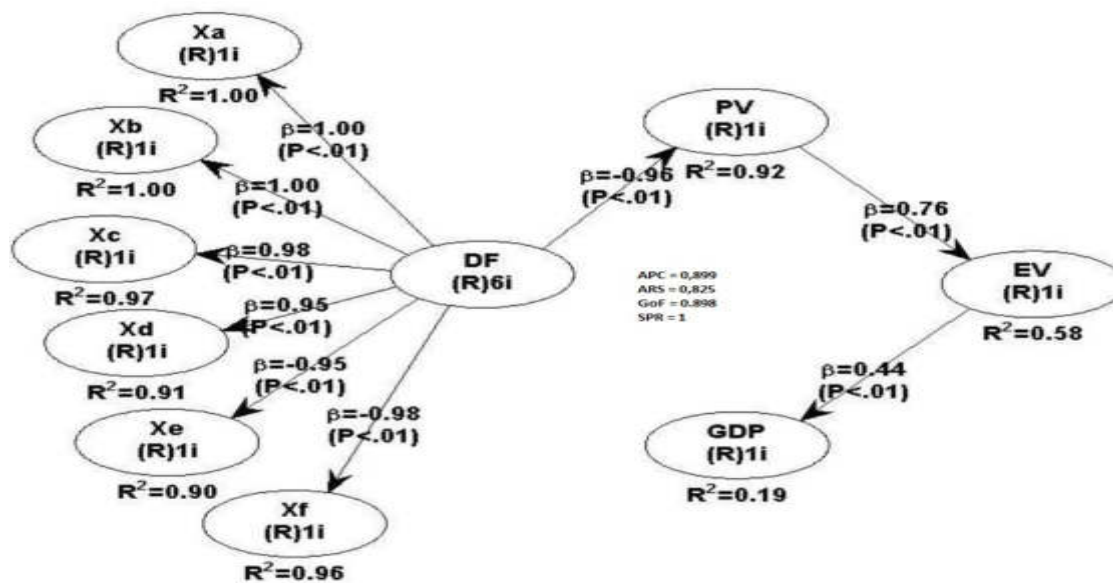 Xa
(R)1i
R²=1.00
Xb
(R)1i
R²=1.00
Xc
(R)1i
R²=0.97
Xd
(R)1i
R²=0.91
Xe
(R)1i
R²=0.90
Xf
(R)1i
R²=0.96
β=1.00
(P<.01)
β=1.00
(P<.01)
β=0.98
(P<.01)
β=0.95
(P<.01)
β=-0.95
(P<.01)
β=-0.98
(P<.01)
DF
(R)6i
β=-0.96
(P<.01)
PV
(R)1i
R²=0.92
β=0.76
(P<.01)
EV
(R)1i
R²=0.58
APC = 0,899
ARS = 0,825
GoF = 0.898
SPR = 1
β=0.44
(P<.01)
GDP
(R)1i
R²=0.19